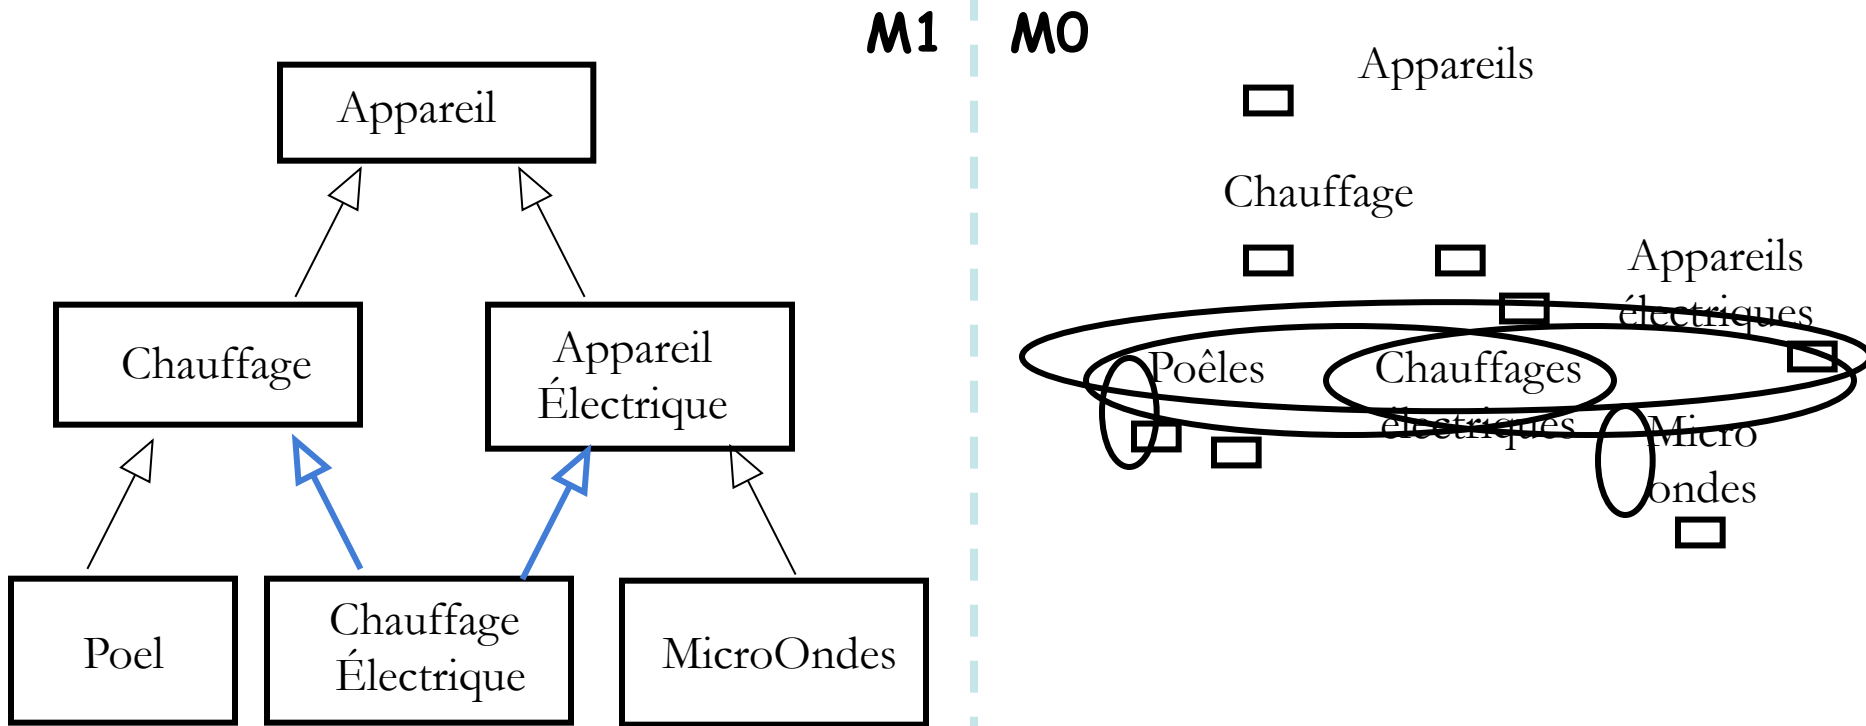 M1
M0
Appareil
Chauffage
Appareil
Électrique
Poel
Chauffage
Électrique
MicroOndes
Appareils
Chauffage
Appareils
électriques
Poêles
Chauffages
électriques
Micro
ondes